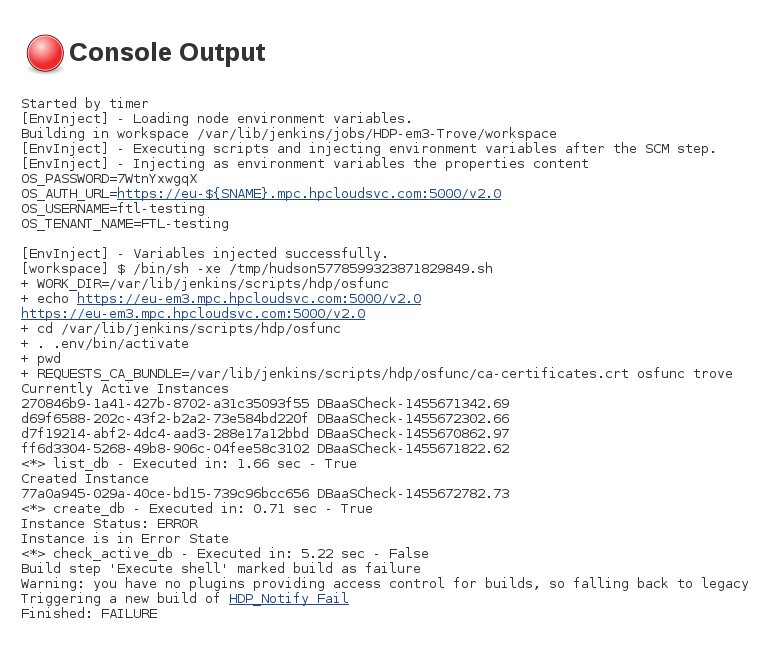 Console Output
Started by timer
[EnvInject] - Loading node environment variables.
Building in workspace /var/lib/jenkins/jobs/HDP-em3-Trove/workspace
[EnvInject] - Executing scripts and injecting environment variables after the SCM step.
[EnvInject] - Injecting as environment variables the properties content
OS_PASSWORD=7WtnYxwgqX
OS_AUTH_URL=https://eu-${SNAME}.mpc.hpcloudsvc.com:5000/v2.0
OS_USERNAME=ftl-testing
OS_TENANT_NAME=FTL-testing
[EnvInject] - Variables injected successfully.
[workspace] $ /bin/sh -xe /tmp/hudson5778599323871829849.sh
+ WORK_DIR=/var/lib/jenkins/scripts/hdp/osfunc
+ echo https://eu-em3.mpc.hpcloudsvc.com:5000/v2.0
https://eu-em3.mpc.hpcloudsvc.com:5000/v2.0
+ cd /var/lib/jenkins/scripts/hdp/osfunc
+ . .env/bin/activate
+ pwd
+ REQUESTS_CA_BUNDLE=/var/lib/jenkins/scripts/hdp/osfunc/ca-certificates.crt osfunc trove
Currently Active Instances
270846b9-1a41-427b-8702-a31c35093f55 DBaaSCheck-1455671342.69
d69f6588-202c-43f2-b2a2-73e584bd220f DBaaSCheck-1455672302.66
d7f19214-abf2-4dc4-aad3-288e17a12bbd DBaaSCheck-1455670862.97
ff6d3304-5268-49b8-906c-04fee58c3102 DBaaSCheck-1455671822.62
<*> list_db - Executed in: 1.66 sec - True
Created Instance
77a0a945-029a-40ce-bd15-739c96bcc656 DBaaSCheck-1455672782.73
<*> create_db - Executed in: 0.71 sec - True
Instance Status: ERROR
Instance is in Error State
<*> check_active_db - Executed in: 5.22 sec - False
Build step 'Execute shell' marked build as failure
Warning: you have no plugins providing access control for builds, so falling back to legacy
Triggering a new build of HDP_Notify_Fail
Finished: FAILURE